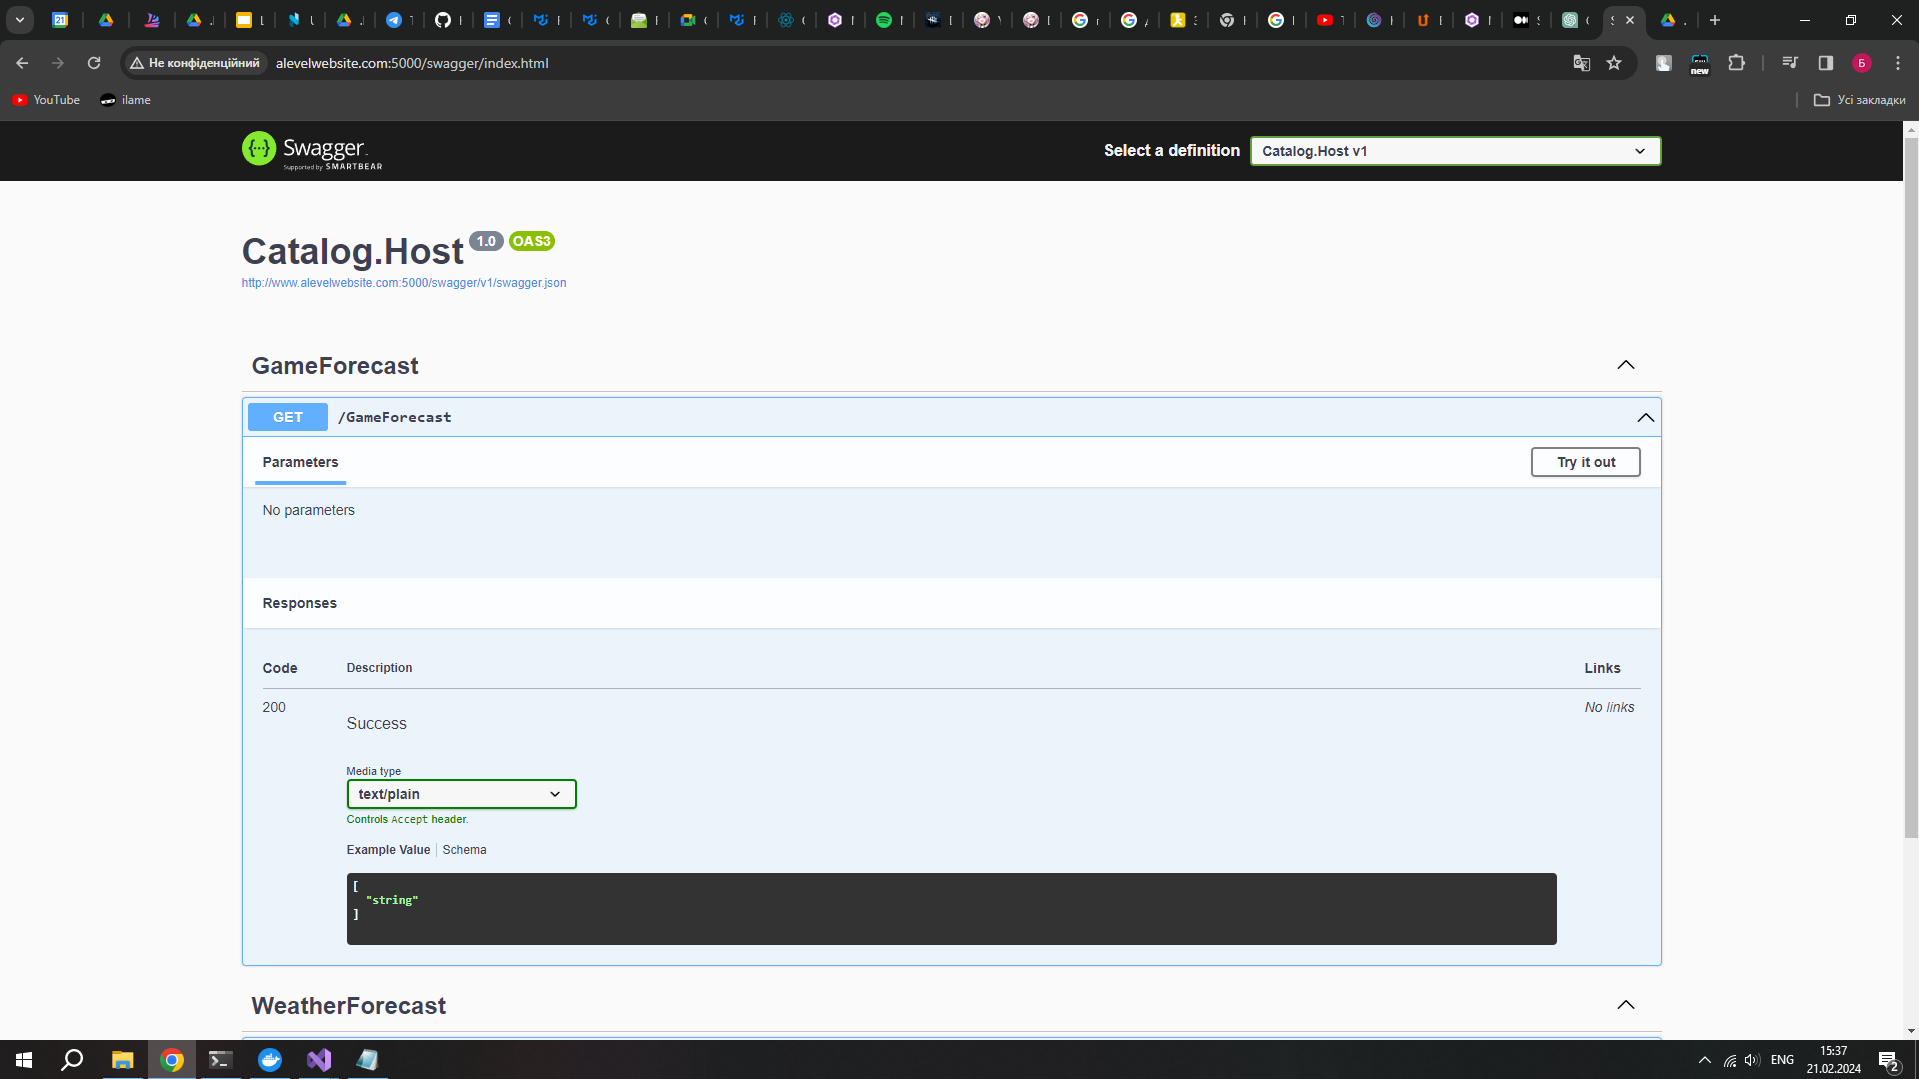 Не конфіденційний
alevelwebsite.com:5000/swagger/index.html
new
Б
YouTube
ilame
Усі закладки
Swagger
Supported by SMARTBEAR
Select a definition
Catalog.Host v1
Catalog.Host 1.0 OAS3
http://www.alevelwebsite.com:5000/swagger/v1/swagger.json
GameForecast
GET /GameForecast
Parameters
Try it out
No parameters
Responses
Code Description Links
200
Success
No links
Media type
text/plain
Controls Accept header.
Example Value Schema
[
"string"
]
WeatherForecast
ENG
15:37
21.02.2024
2